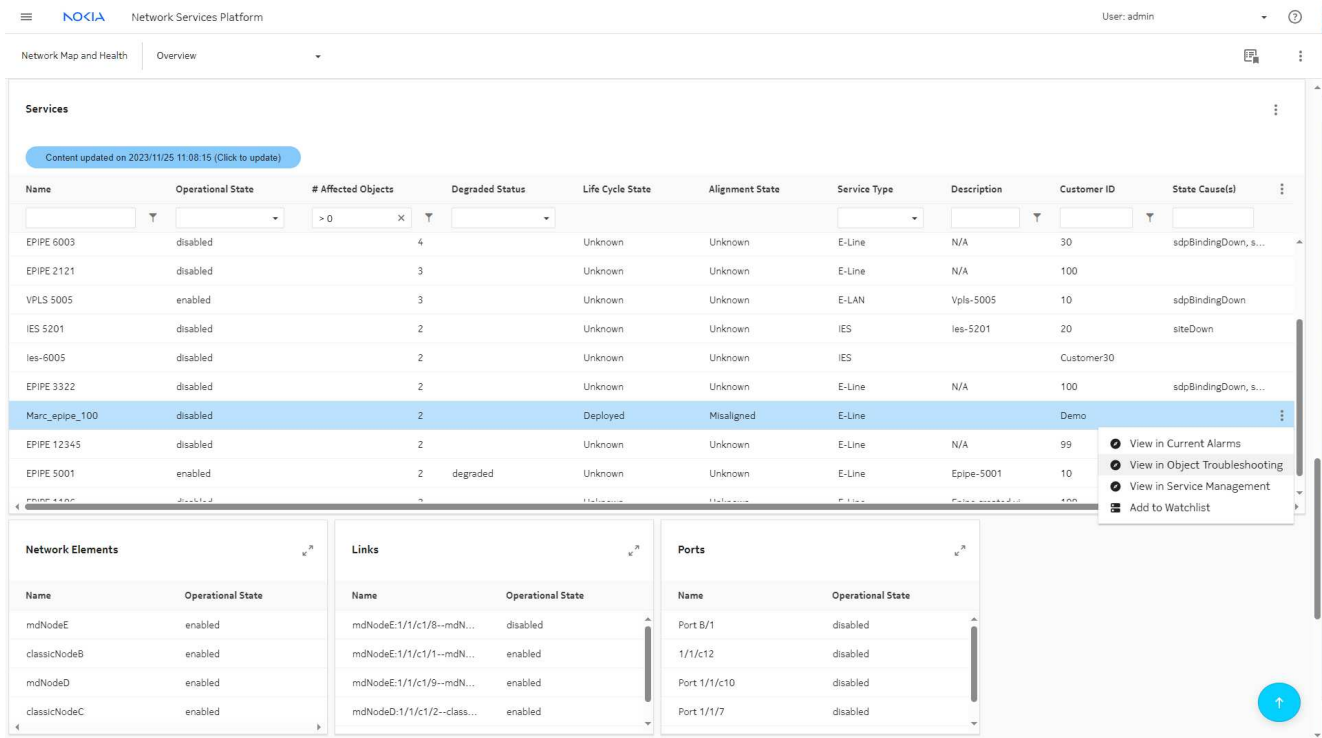 NOKIA Network Services Platform User: admin
Network Map and Health Overview
Services
Content updated on 2023/11/25 11:08:15 (Click to update)
Name Operational State # Affected Objects Degraded Status Life Cycle State Alignment State Service Type Description Customer ID State Cause(s)
> 0
EPIPE 6003 disabled 4 Unknown Unknown E-Line N/A 30 sdpBindingDown, s...
EPIPE 2121 disabled 3 Unknown Unknown E-Line N/A 100
VPLS 5005 enabled 3 Unknown Unknown E-LAN Vpls-5005 10 sdpBindingDown
IES 5201 disabled 2 Unknown Unknown IES Ies-5201 20 siteDown
Ies-6005 disabled 2 Unknown Unknown IES Customer30
EPIPE 3322 disabled 2 Unknown Unknown E-Line N/A 100 sdpBindingDown, s...
Marc_epipe_100 disabled 2 Deployed Misaligned E-Line Demo
EPIPE 12345 disabled 2 Unknown Unknown E-Line N/A 99
View in Current Alarms
View in Object Troubleshooting
EPIPE 5001 enabled 2 degraded Unknown Unknown E-Line Epipe-5001 10
View in Service Management
Add to Watchlist
Network Elements Links Ports
Name Operational State Name Operational State Name Operational State
mdNodeE enabled mdNodeE:1/1/c1/8--mdN... disabled Port B/1 disabled
classicNodeB enabled mdNodeE:1/1/c1/1--mdN... enabled 1/1/c12 disabled
mdNodeD enabled mdNodeE:1/1/c1/9--mdN... enabled Port 1/1/c10 disabled
classicNodeC enabled mdNodeD:1/1/c1/2--class... enabled Port 1/1/7 disabled